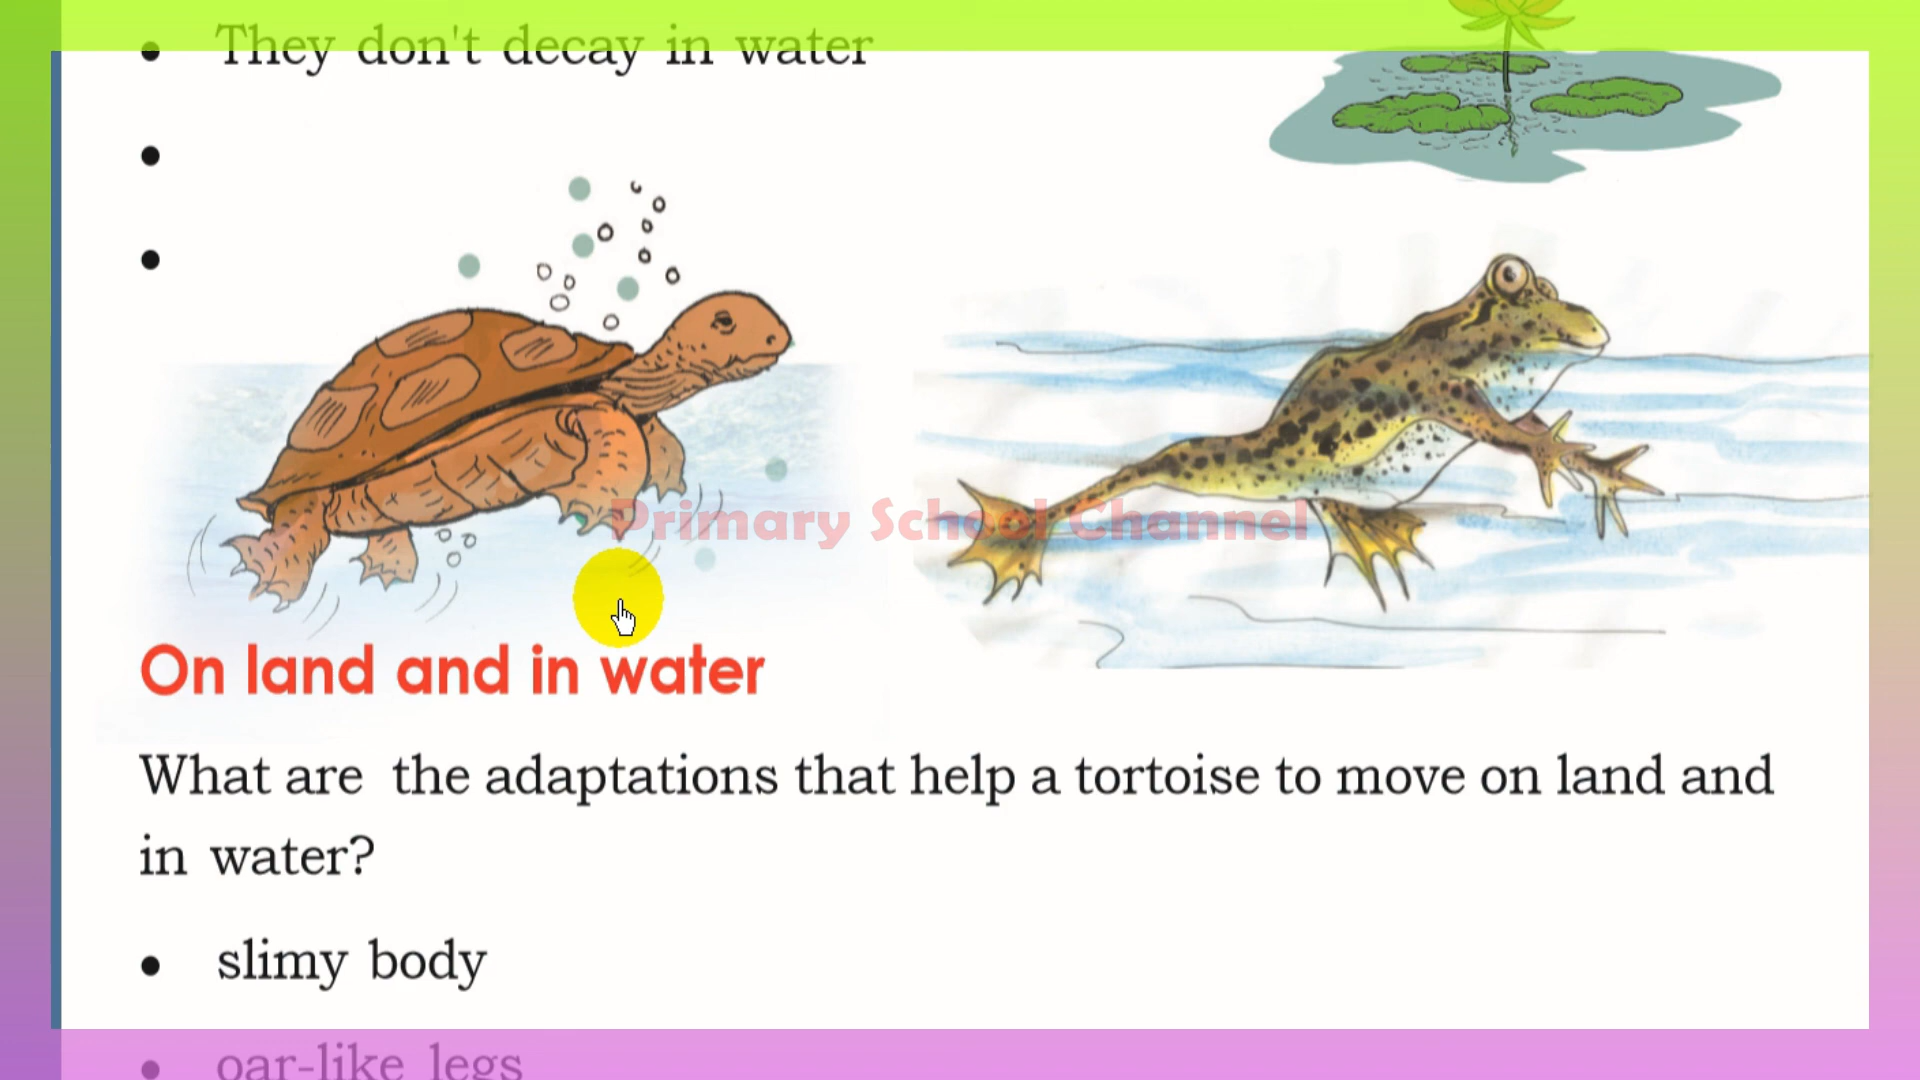 • They don't decay in water
•
•
Primary School Channel
On land and in water
What are the adaptations that help a tortoise to move on land and
in water?
• slimy body
• oar-like legs